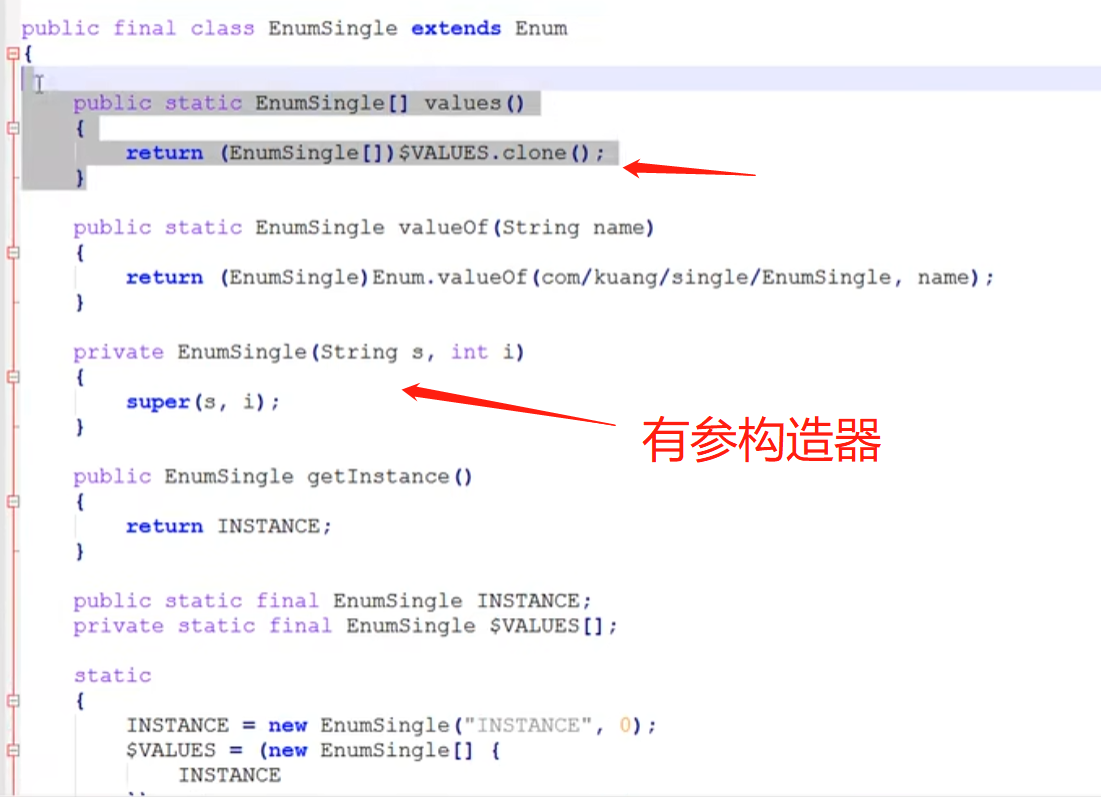 public final class EnumSingle extends Enum
{
public static EnumSingle[] values()
{
return (EnumSingle[])$VALUES.clone();
}
public static EnumSingle valueOf(String name)
{
return (EnumSingle)Enum.valueOf(com/kuang/single/EnumSingle, name);
}
private EnumSingle(String s, int i)
{
super(s, i);
}
有参构造器
public EnumSingle getInstance()
{
return INSTANCE;
}
public static final EnumSingle INSTANCE;
private static final EnumSingle $VALUES[];
static
{
INSTANCE = new EnumSingle("INSTANCE", 0);
$VALUES = (new EnumSingle[] {
INSTANCE